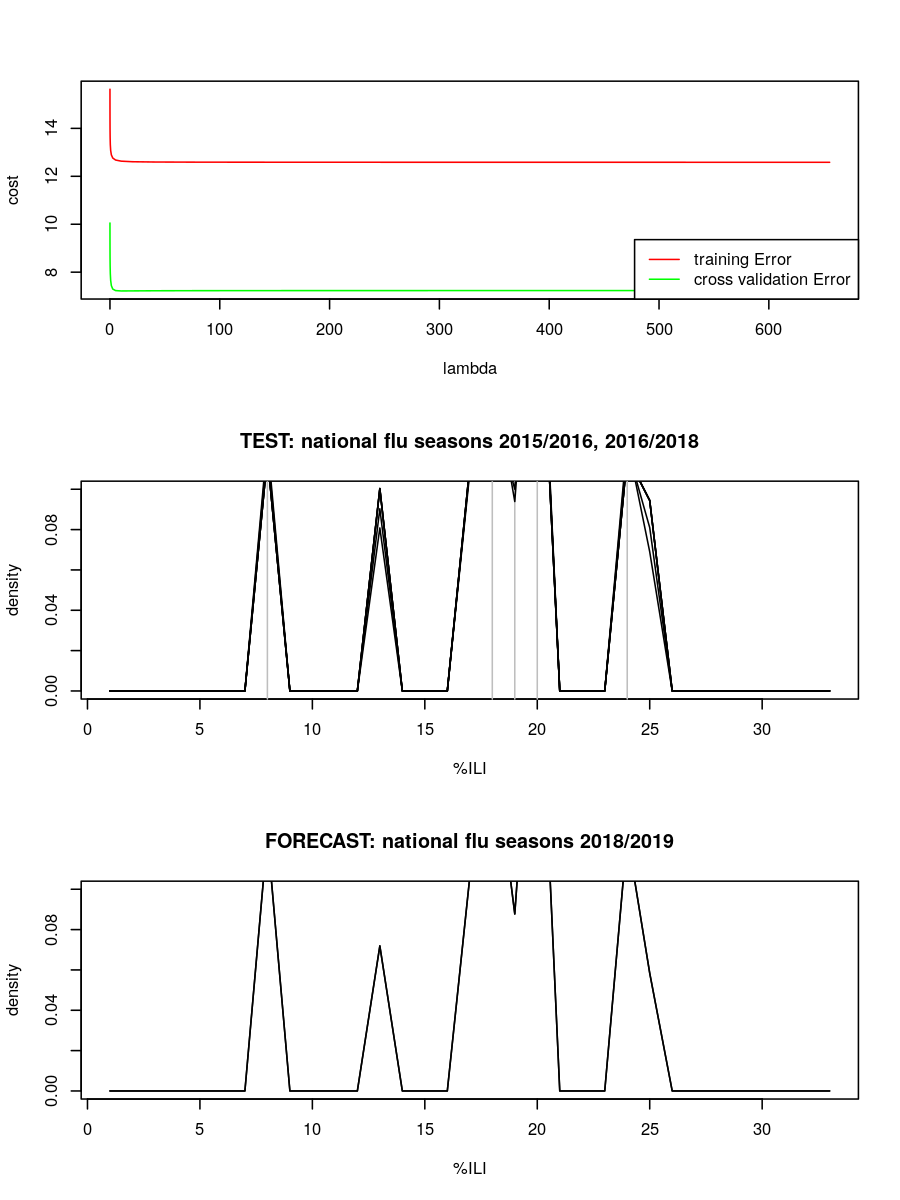 14
12
10
8
cost
training Error
cross validation Error
0 100 200 300 400 500 600
lambda
TEST: national flu seasons 2015/2016, 2016/2018
0.08
0.04
0.00
density
0 5 10 15 20 25 30
%ILI
FORECAST: national flu seasons 2018/2019
0.08
0.04
0.00
density
0 5 10 15 20 25 30
%ILI